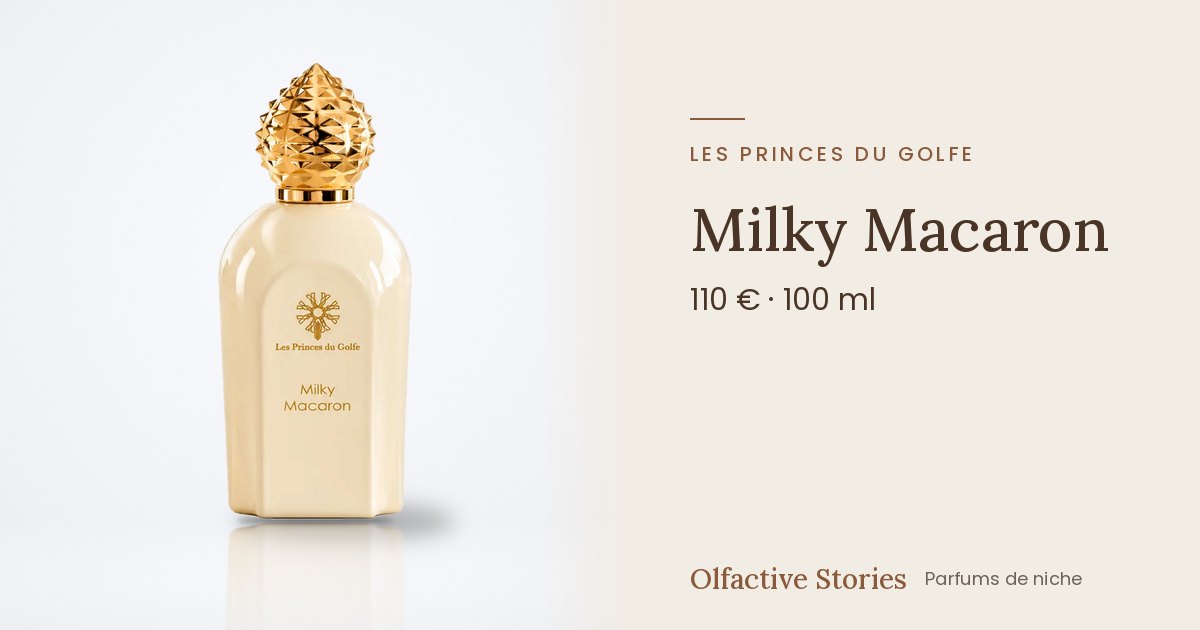 Les Princes du Golfe
Milky
Macaron
LES PRINCES DU GOLFE
Milky Macaron
110 € · 100 ml
Olfactive Stories Parfums de niche